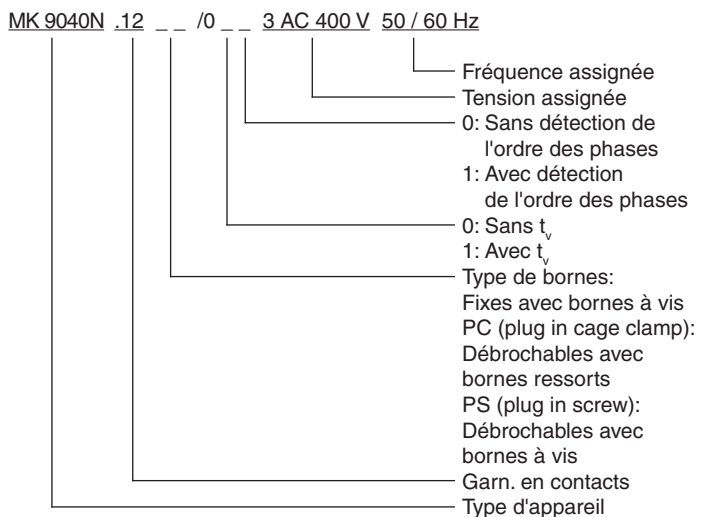 MK 9040N .12 _ _ /0 _ _ 3 AC 400 V 50 / 60 Hz
Fréquence assignée
Tension assignée
0: Sans détection de
l'ordre des phases
1: Avec détection
de l'ordre des phases
0: Sans tv
1: Avec tv
Type de bornes:
Fixes avec bornes à vis
PC (plug in cage clamp):
Débrochables avec
bornes ressorts
PS (plug in screw):
Débrochables avec
bornes à vis
Garn. en contacts
Type d'appareil